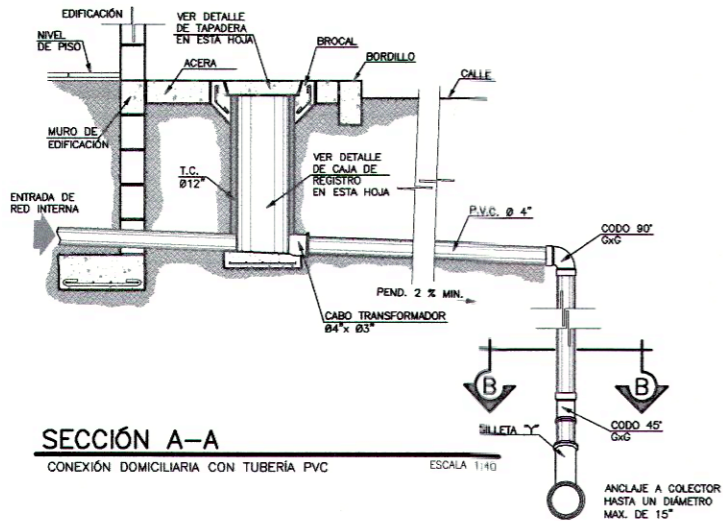 EDIFICACIÓN
NIVEL
DE PISO
VER DETALLE
DE TAPADERA
EN ESTA HOJA
BROCAL
BORDILLO
ACERA
CALLE
MURO DE
EDIFICACIÓN
T.C.
Ø12"
VER DETALLE
DE CAJA DE
REGISTRO
EN ESTA HOJA
ENTRADA DE
RED INTERNA
P.V.C. Ø 4"
CODO 90°
GxG
PEND. 2 % MIN.
CABO TRANSFORMADOR
Ø4"x Ø3"
B
B
CODO 45°
GxG
SILLETA "Y"
SECCIÓN A-A
CONEXIÓN DOMICILIARIA CON TUBERÍA PVC
ESCALA 1:40
ANCLAJE A COLECTOR
HASTA UN DIÁMETRO
MAX. DE 15"